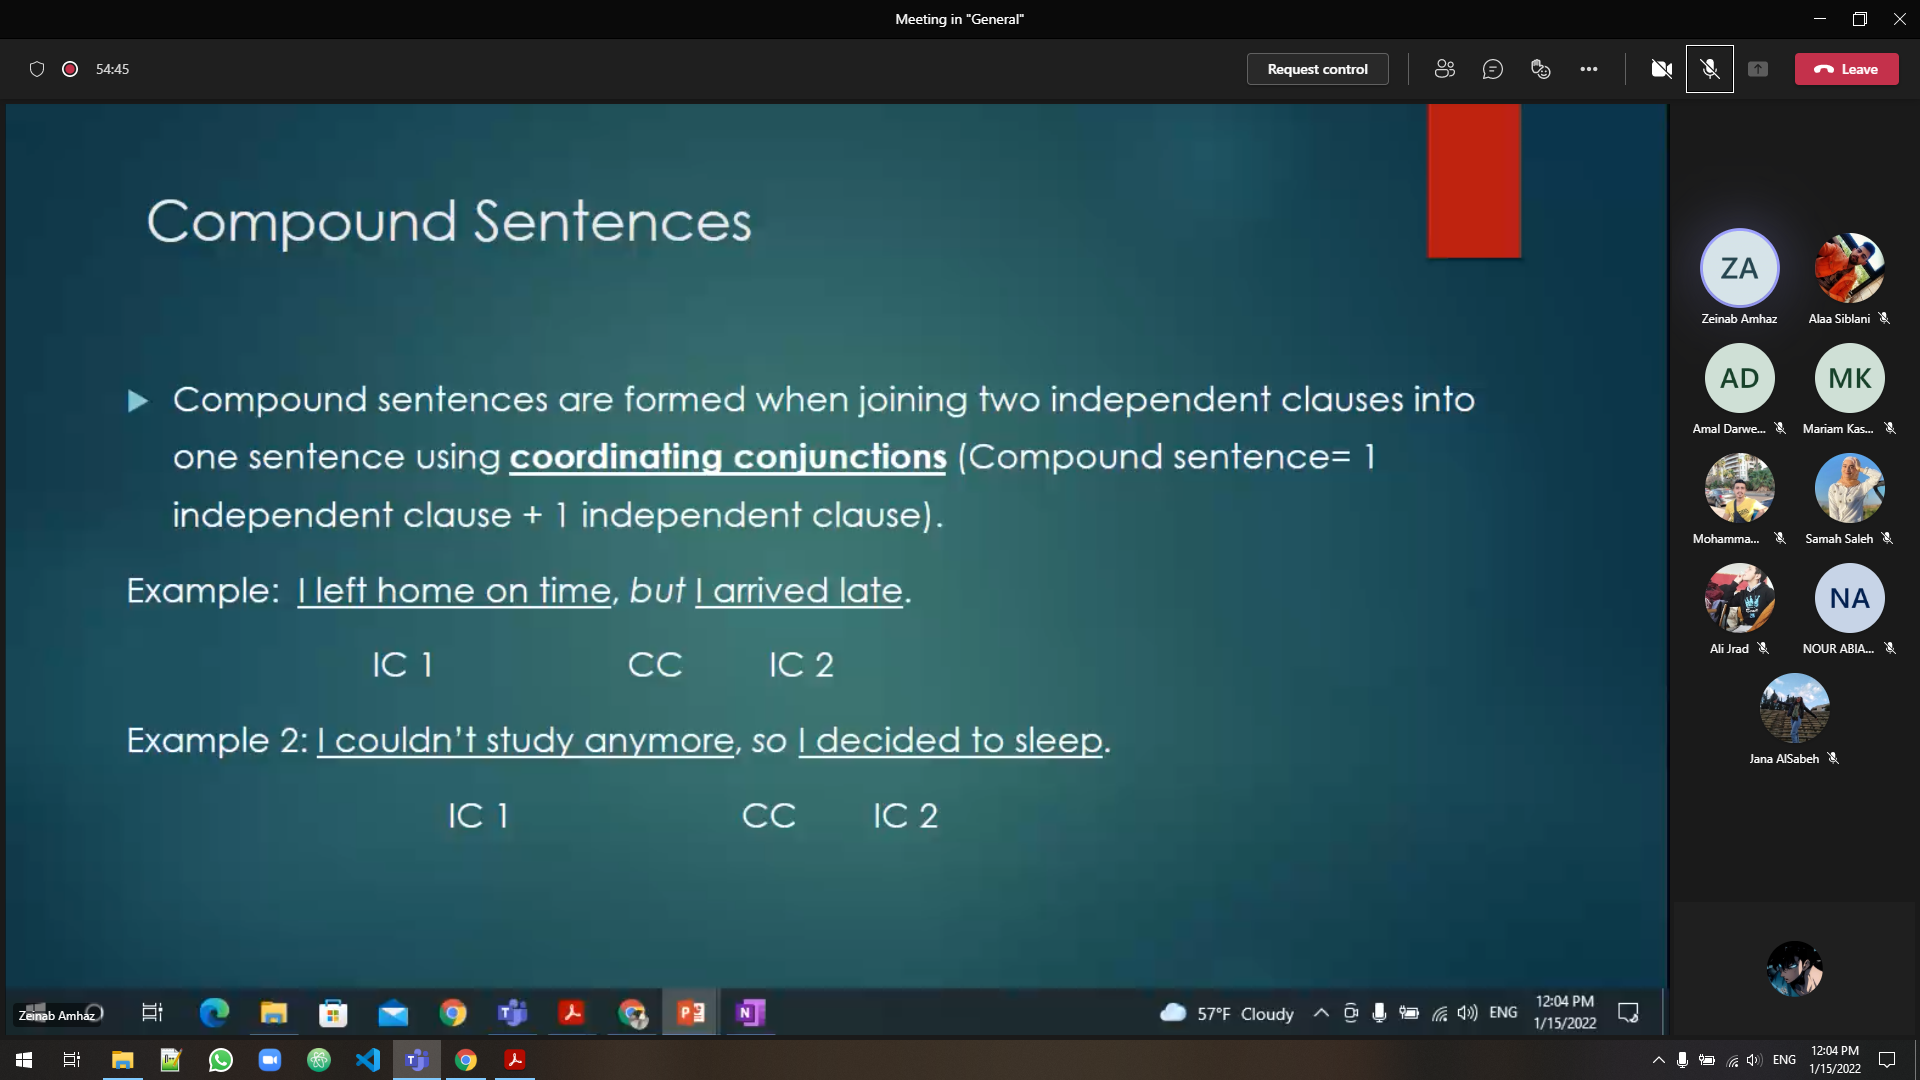 Meeting in "General"
54:45
Request control
Leave
Compound Sentences
Compound sentences are formed when joining two independent clauses into
one sentence using coordinating conjunctions (Compound sentence= 1
independent clause + 1 independent clause).
Example: I left home on time, but I arrived late.
IC 1 CC IC 2
Example 2: I couldn't study anymore, so I decided to sleep.
IC 1 CC IC 2
ZA
Zeinab Amhaz
Alaa Siblani
AD
MK
Amal Darwe...
Mariam Kas...
Mohamma...
Samah Saleh
NA
Ali Jrad
NOUR ABIA...
Jana AlSabeh
Zeinab Amhaz
57°F Cloudy
ENG
12:04 PM
1/15/2022
ENG
12:04 PM
1/15/2022